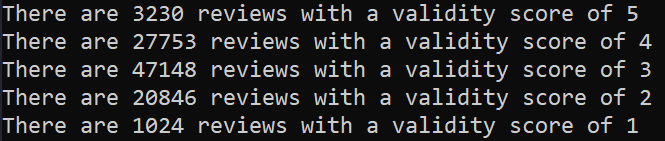 There are 3230 reviews with a validity score of 5
There are 27753 reviews with a validity score of 4
There are 47148 reviews with a validity score of 3
There are 20846 reviews with a validity score of 2
There are 1024 reviews with a validity score of 1